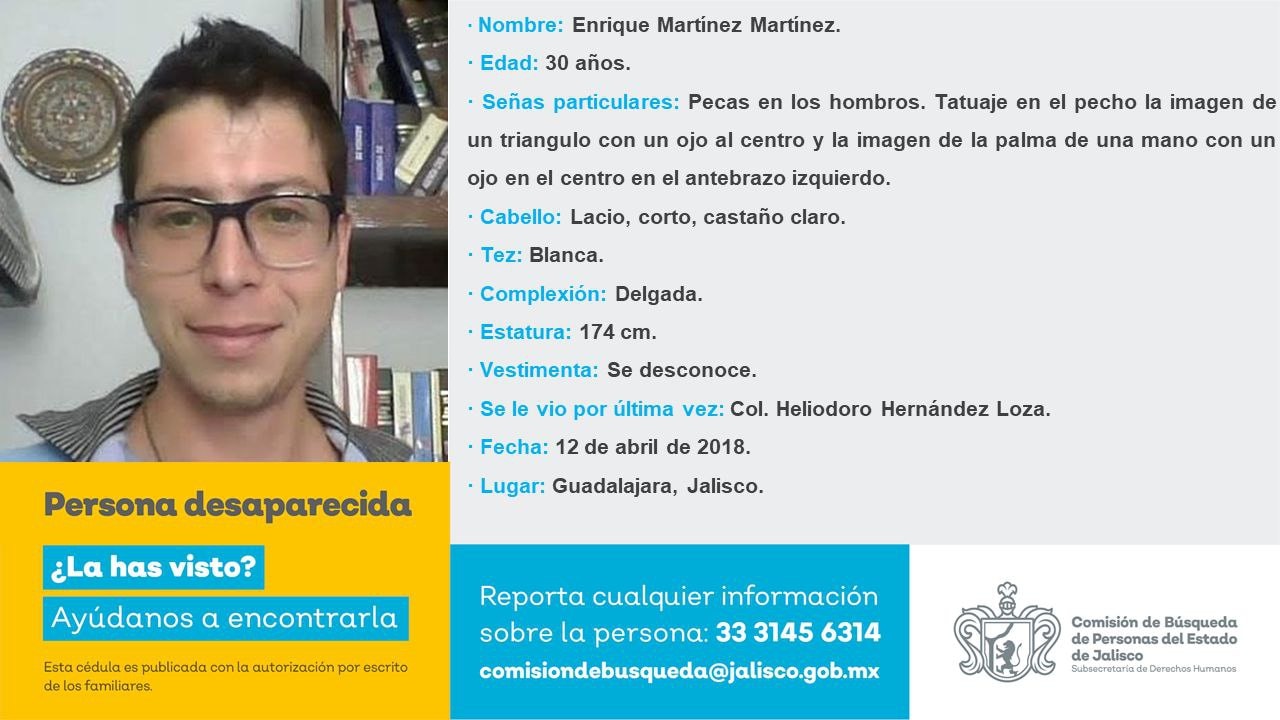 · Nombre: Enrique Martínez Martínez.
· Edad: 30 años.
· Señas particulares: Pecas en los hombros. Tatuaje en el pecho la imagen de
un triangulo con un ojo al centro y la imagen de la palma de una mano con un
ojo en el centro en el antebrazo izquierdo.
· Cabello: Lacio, corto, castaño claro.
· Tez: Blanca.
· Complexión: Delgada.
· Estatura: 174 cm.
· Vestimenta: Se desconoce.
· Se le vio por última vez: Col. Heliodoro Hernández Loza.
· Fecha: 12 de abril de 2018.
· Lugar: Guadalajara, Jalisco.
Persona desaparecida
¿La has visto?
Ayúdanos a encontrarla
Esta cédula es publicada con la autorización por escrito
de los familiares.
Reporta cualquier información
sobre la persona: 33 3145 6314
comisiondebusqueda@jalisco.gob.mx
Comisión de Búsqueda
de Personas del Estado
de Jalisco
Subsecretaría de Derechos Humanos